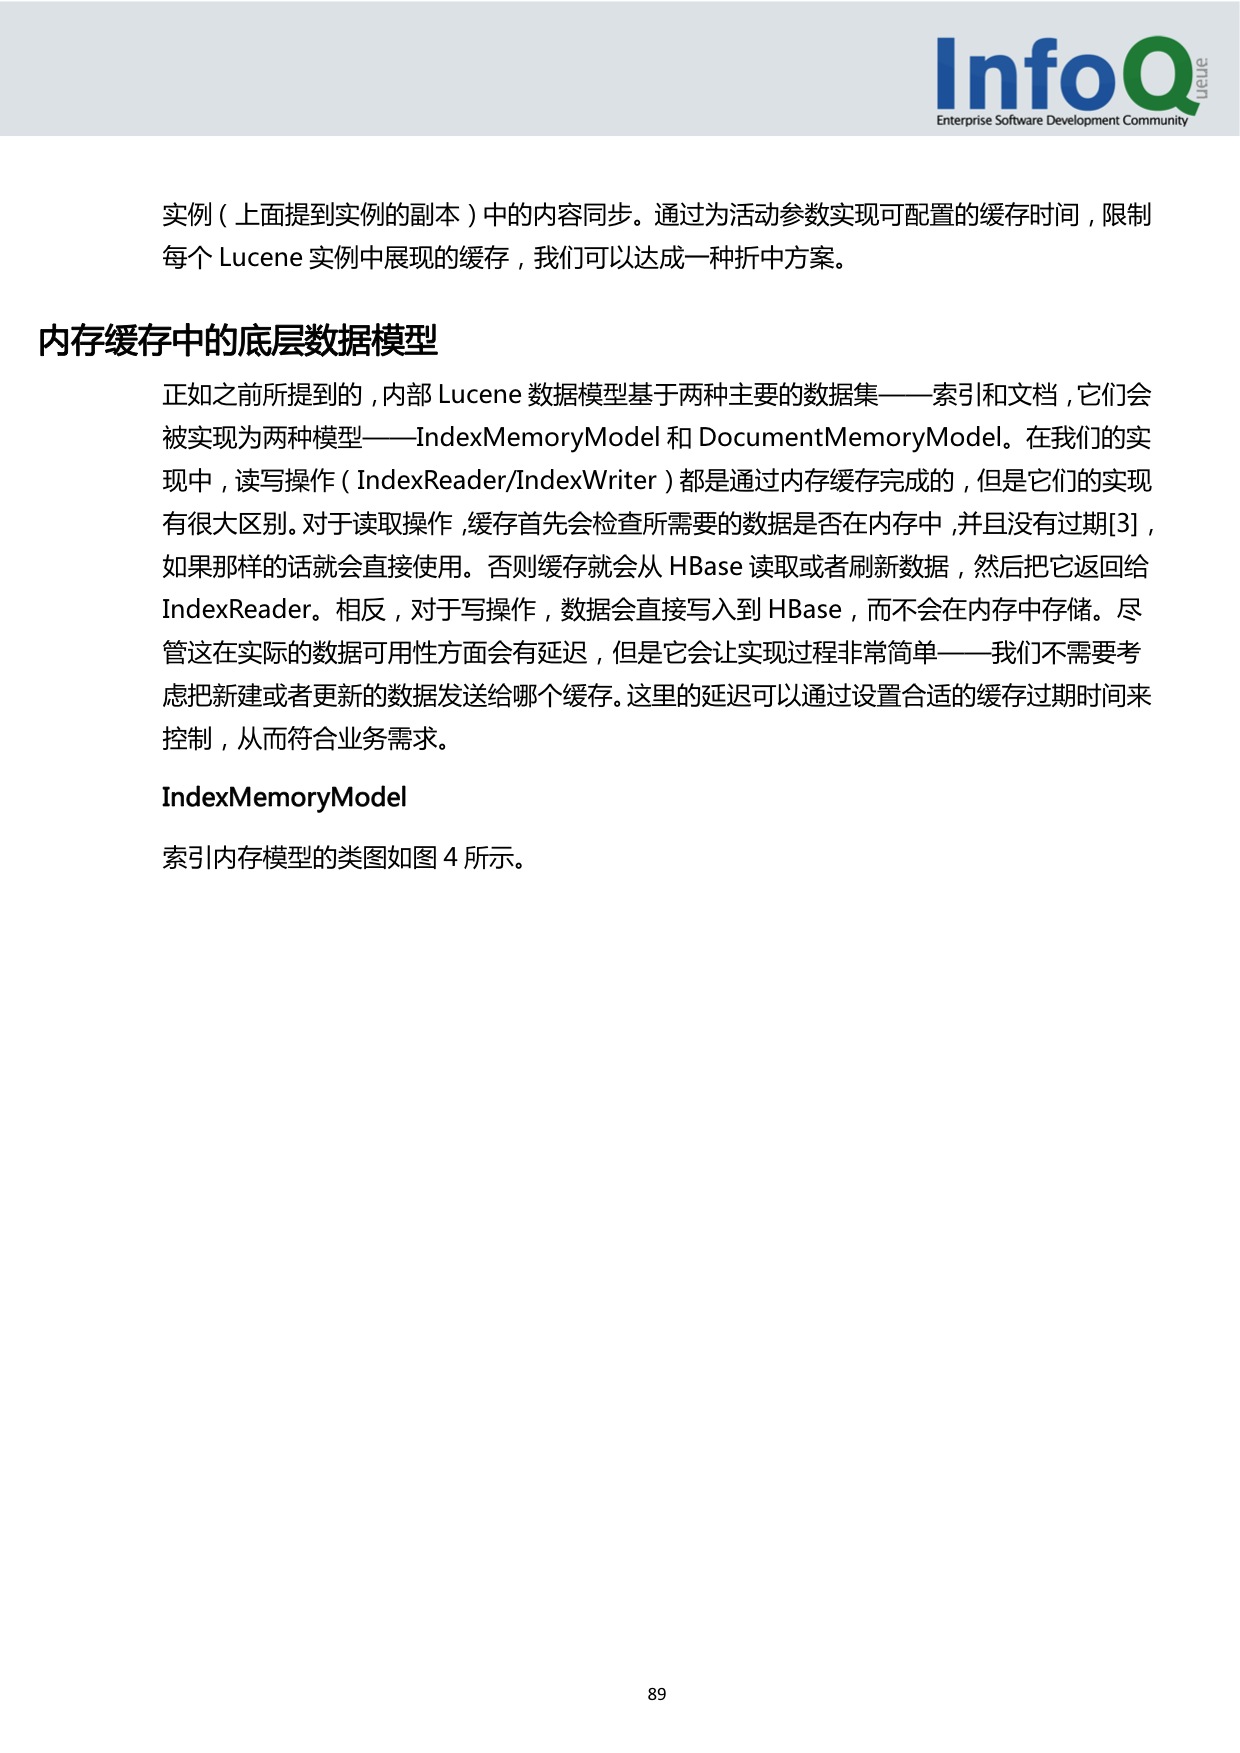 InfoQ
ueue
Enterprise Software Development Community
实例（上面提到实例的副本）中的内容同步。通过为活动参数实现可配置的缓存时间，限制
每个 Lucene 实例中展现的缓存，我们可以达成一种折中方案。
内存缓存中的底层数据模型
正如之前所提到的，内部 Lucene 数据模型基于两种主要的数据集——索引和文档，它们会
被实现为两种模型——IndexMemoryModel 和 DocumentMemoryModel。在我们的实
现中，读写操作（IndexReader/IndexWriter）都是通过内存缓存完成的，但是它们的实现
有很大区别。对于读取操作，缓存首先会检查所需要的数据是否在内存中，并且没有过期[3]，
如果那样的话就会直接使用。否则缓存就会从 HBase 读取或者刷新数据，然后把它返回给
IndexReader。相反，对于写操作，数据会直接写入到 HBase，而不会在内存中存储。尽
管这在实际的数据可用性方面会有延迟，但是它会让实现过程非常简单——我们不需要考
虑把新建或者更新的数据发送给哪个缓存。这里的延迟可以通过设置合适的缓存过期时间来
控制，从而符合业务需求。
IndexMemoryModel
索引内存模型的类图如图 4 所示。
89